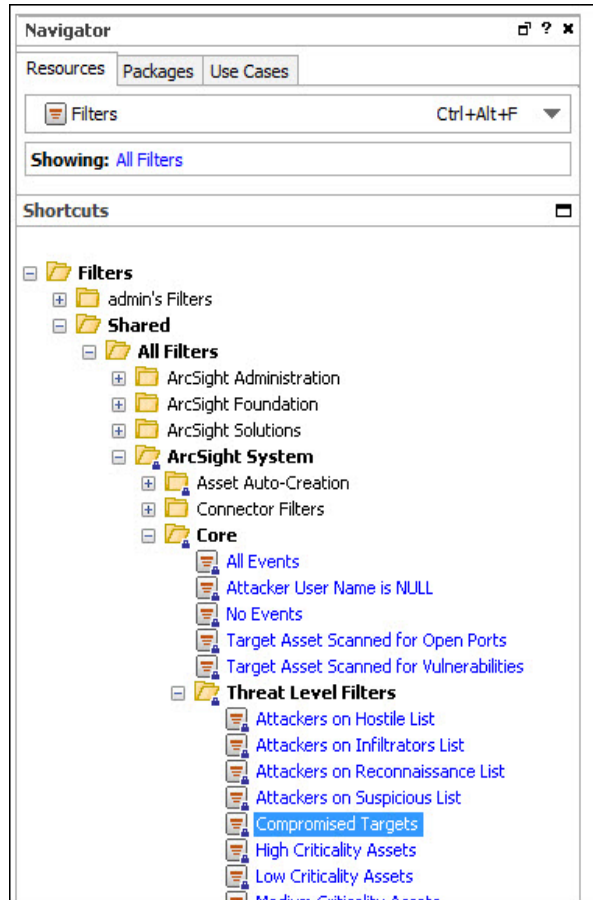 Navigator
Resources Packages Use Cases
Filters Ctrl+Alt+F
Showing: All Filters
Shortcuts
Filters
admin's Filters
Shared
All Filters
ArcSight Administration
ArcSight Foundation
ArcSight Solutions
ArcSight System
Asset Auto-Creation
Connector Filters
Core
All Events
Attacker User Name is NULL
No Events
Target Asset Scanned for Open Ports
Target Asset Scanned for Vulnerabilities
Threat Level Filters
Attackers on Hostile List
Attackers on Infiltrators List
Attackers on Reconnaissance List
Attackers on Suspicious List
Compromised Targets
High Criticality Assets
Low Criticality Assets
Medium Criticality Assets